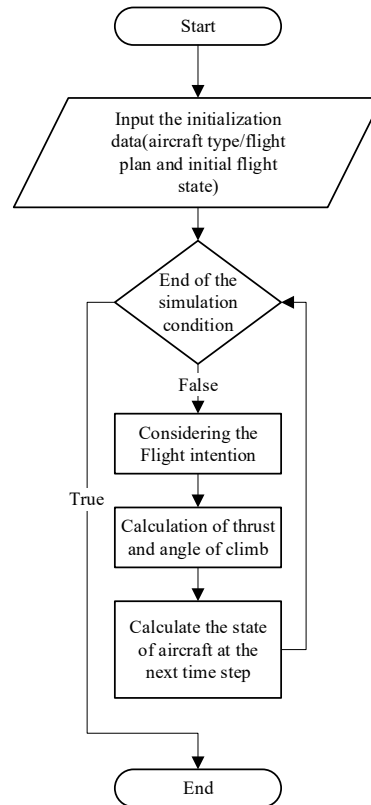 Start
Input the initialization
data(aircraft type/flight
plan and initial flight
state)
End of the
simulation
condition
False
Considering the
Flight intention
True
Calculation of thrust
and angle of climb
Calculate the state
of aircraft at the
next time step
End